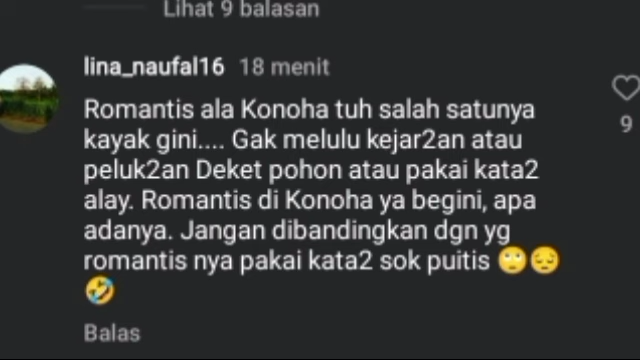 Lihat 9 balasan
lina_naufal16 18 menit
Romantis ala Konoha tuh salah satunya
kayak gini.... Gak melulu kejar2an atau
peluk2an Deket pohon atau pakai kata2
alay. Romantis di Konoha ya begini, apa
adanya. Jangan dibandingkan dgn yg
romantis nya pakai kata2 sok puitis 🙄😔
🤣
9
Balas